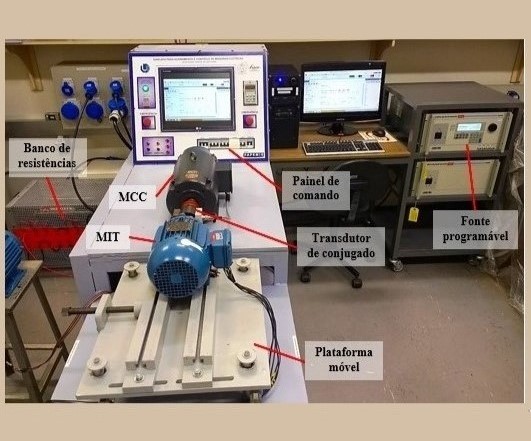 Banco de
resistências
MCC
MIT
Painel de
comando
Transdutor
de conjugado
Fonte
programável
Plataforma
móvel